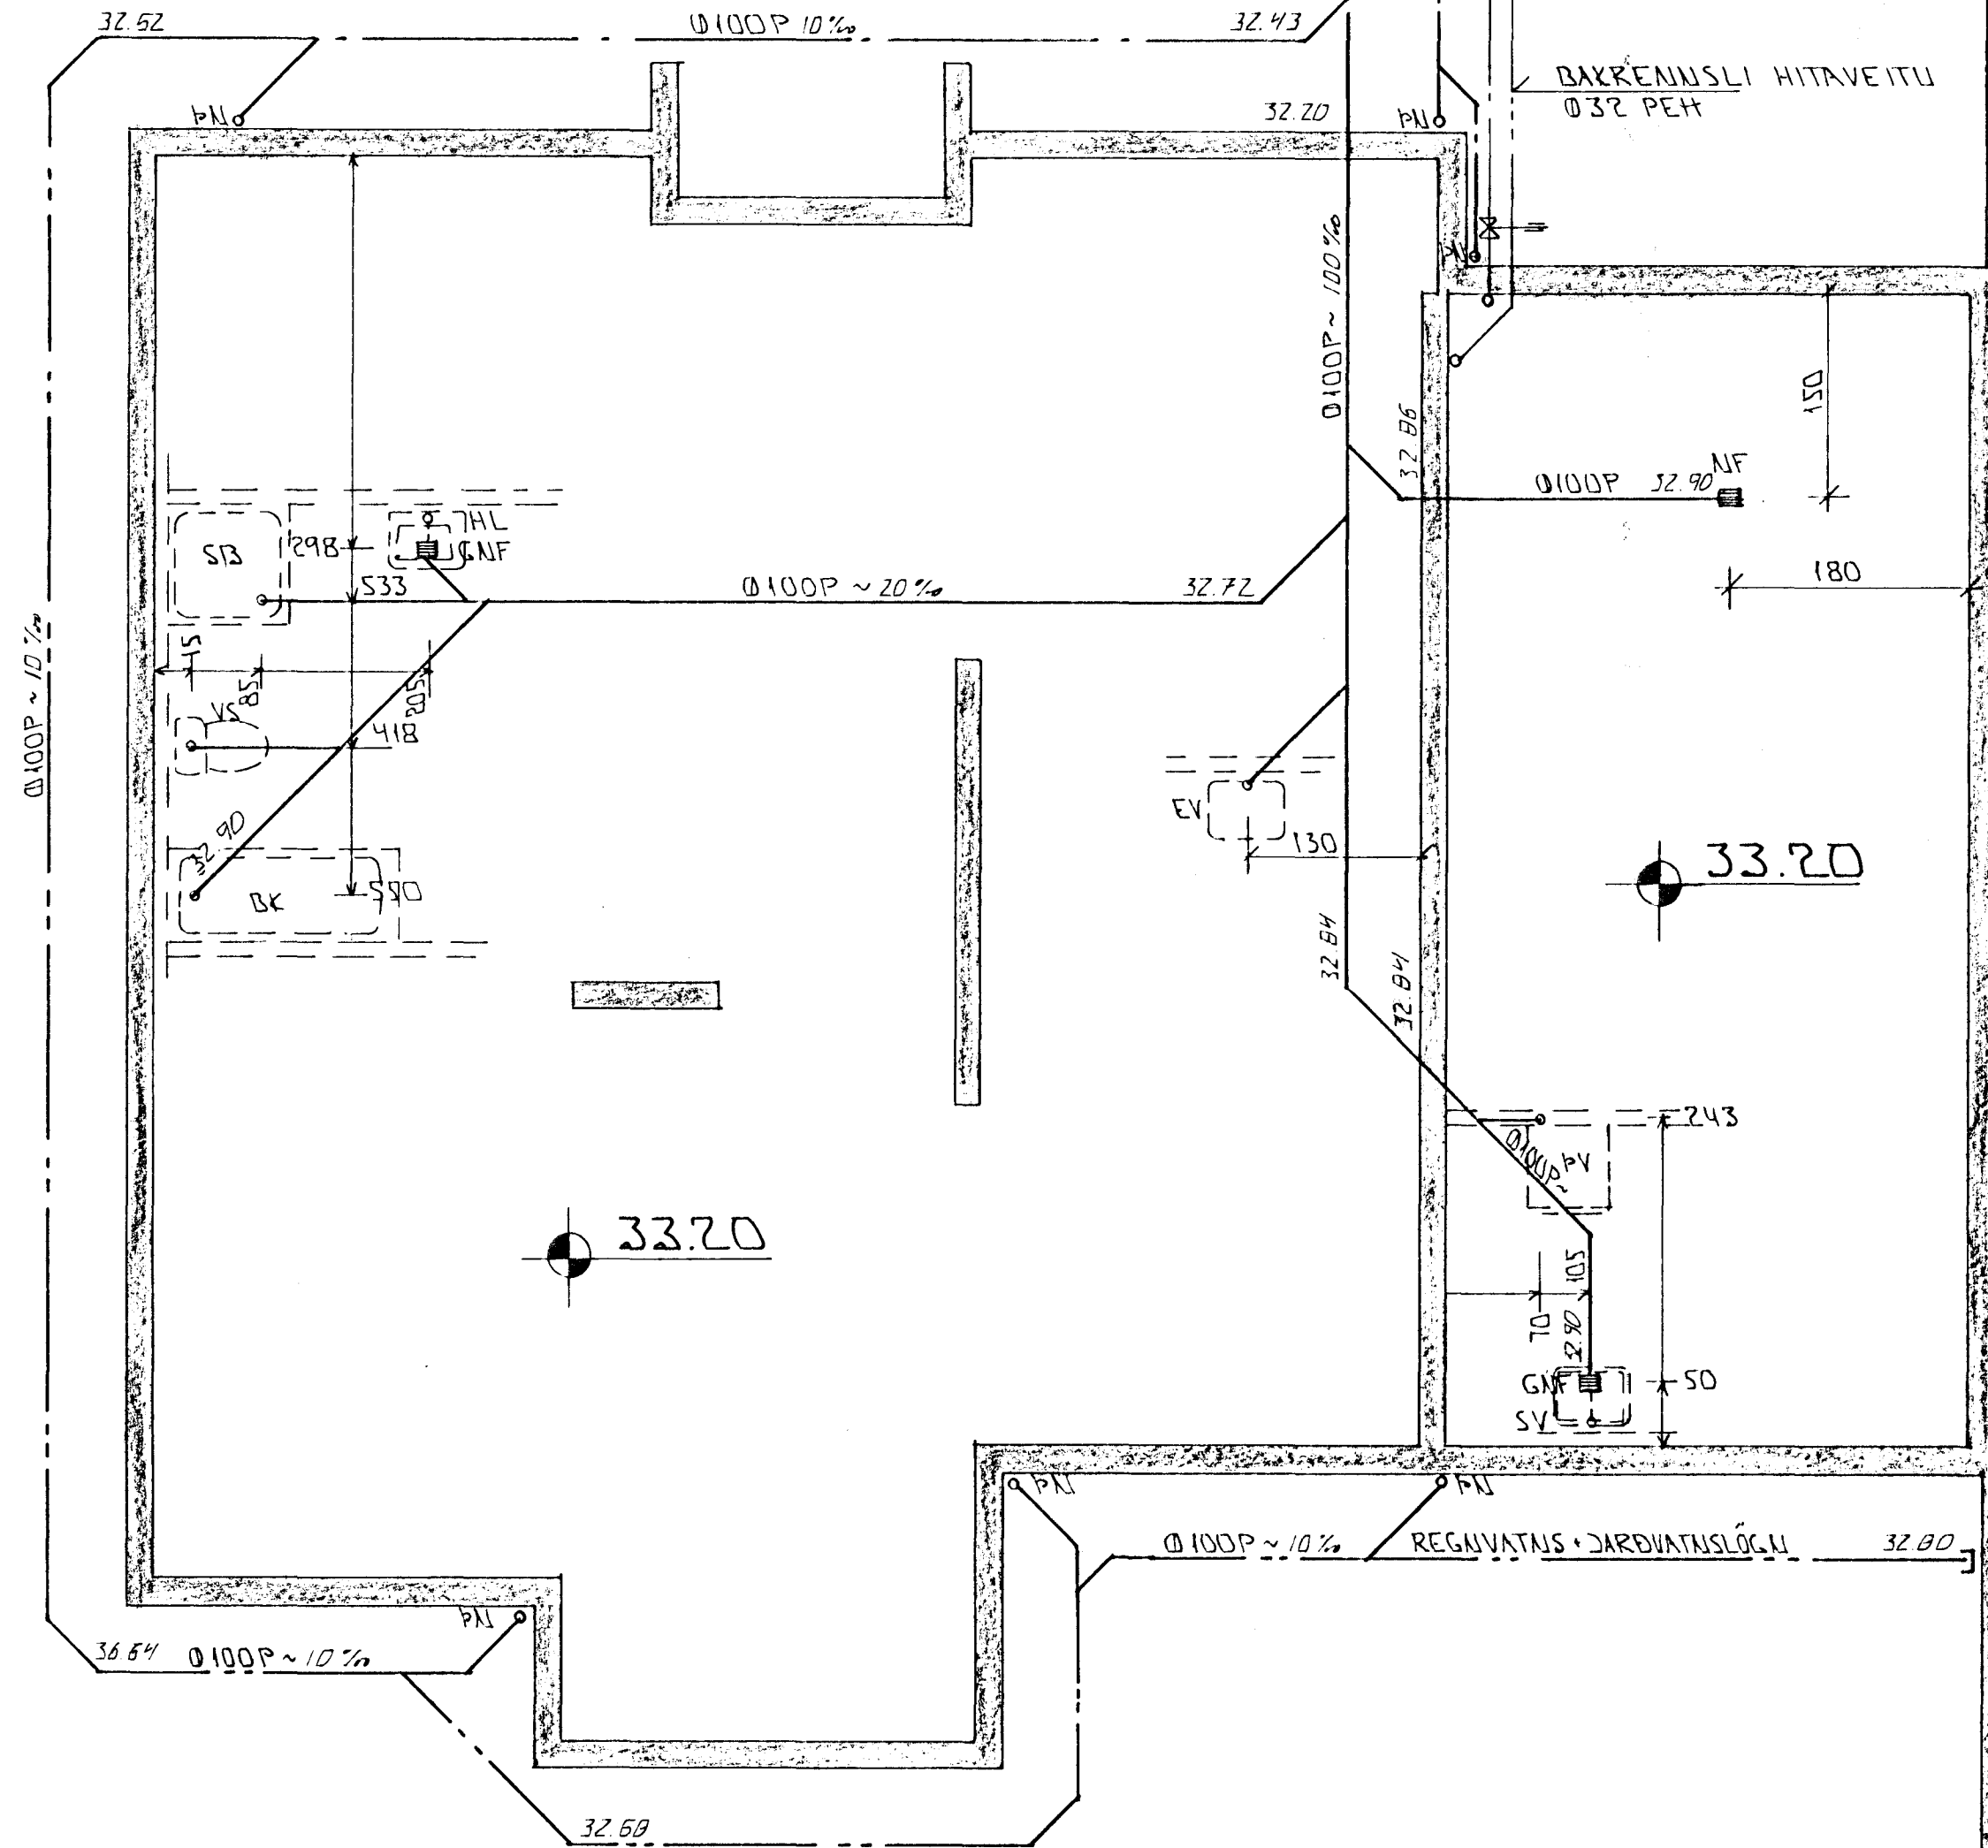 32.52
Ø100P 10‰
32.43
BAKRENNSLI HITAVEITU
Ø32 PEH
ÞN
32.20
ÞN
ÞN
Ø100P ~ 100‰
32.86
150
NF
Ø100P 32.90
SB
298
HL
GNF
180
533
Ø100P ~ 20‰
32.72
Ø100P ~ 10‰
15
85
205
VS
418
EV
130
32.90
BK
550
33.20
32.84
32.84
243
Ø100P~
ÞV
33.20
105
70
32.90
GNF
50
SV
ÞN
ÞN
Ø100P ~ 10‰
REGNVATNS + JARÐVATNSLÖGN
32.80
ÞN
36.64
Ø100P ~ 10‰
32.68